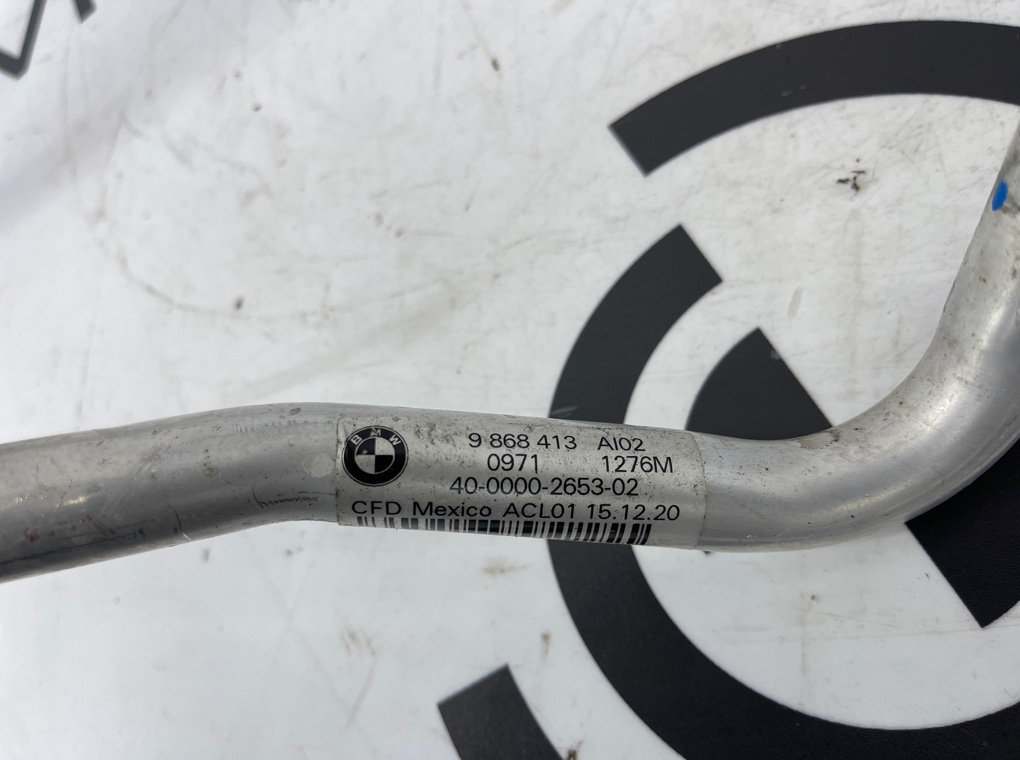 BMW
9 868 413 AI02
0971 1276M
40-0000-2653-02
CFD Mexico ACL01 15.12.20